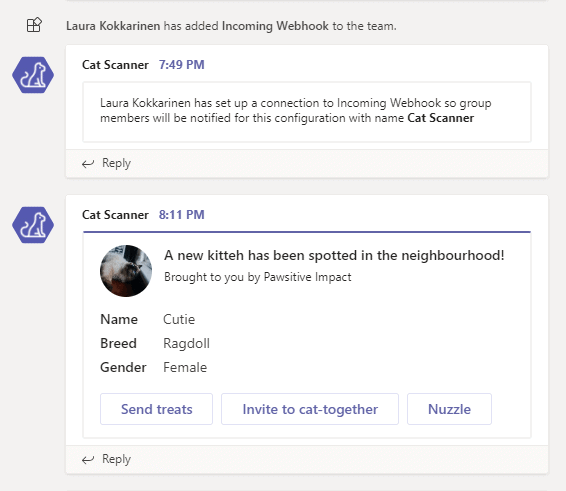 Laura Kokkarinen has added Incoming Webhook to the team.
Cat Scanner 7:49 PM
Laura Kokkarinen has set up a connection to Incoming Webhook so group
members will be notified for this configuration with name Cat Scanner
Reply
Cat Scanner 8:11 PM
A new kitteh has been spotted in the neighbourhood!
Brought to you by Pawsitive Impact
Name Cutie
Breed Ragdoll
Gender Female
Send treats Invite to cat-together Nuzzle
Reply